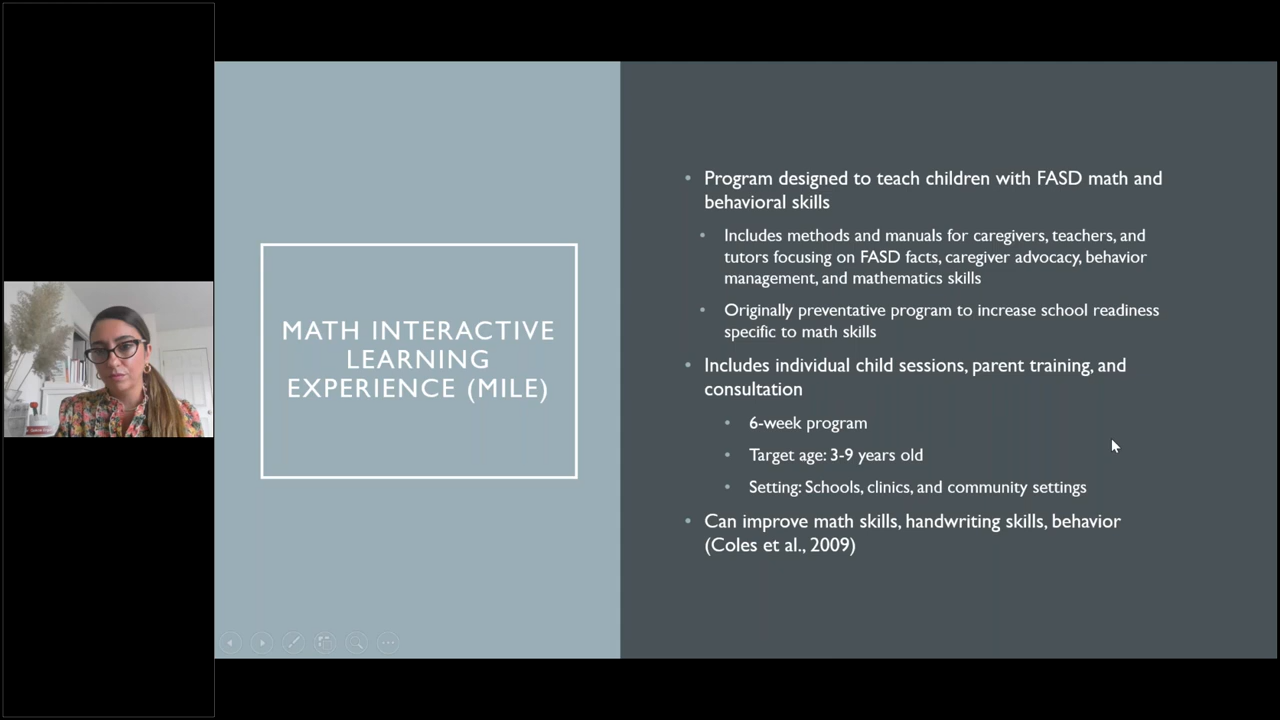 MATH INTERACTIVE
LEARNING
EXPERIENCE (MILE)
• Program designed to teach children with FASD math and
behavioral skills
• Includes methods and manuals for caregivers, teachers, and
tutors focusing on FASD facts, caregiver advocacy, behavior
management, and mathematics skills
• Originally preventative program to increase school readiness
specific to math skills
• Includes individual child sessions, parent training, and
consultation
• 6-week program
• Target age: 3-9 years old
• Setting: Schools, clinics, and community settings
• Can improve math skills, handwriting skills, behavior
(Coles et al., 2009)